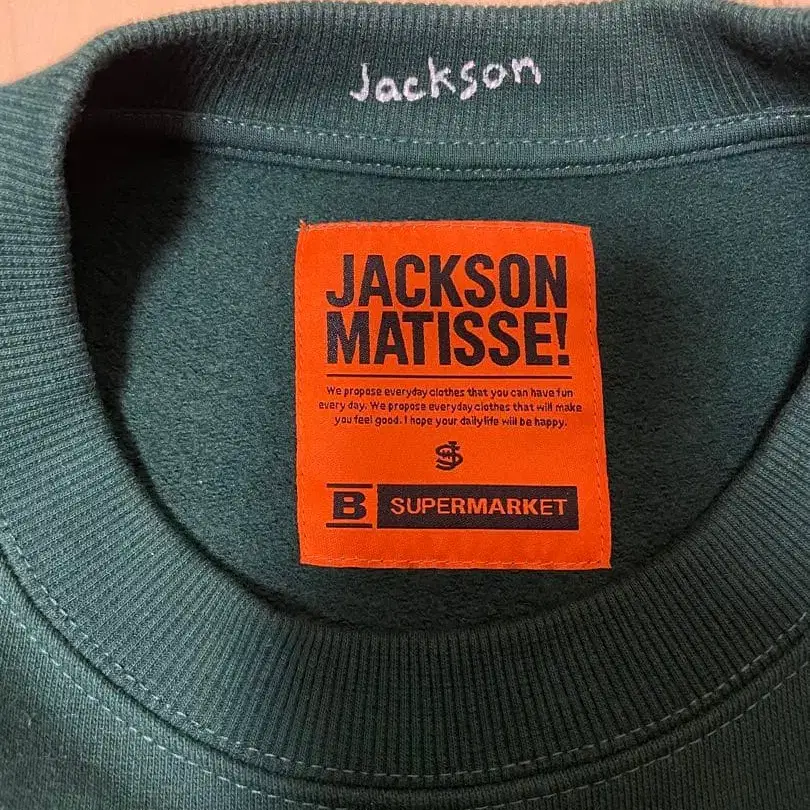 Jackson
JACKSON
MATISSE!
We propose everyday clothes that you can have fun
every day. We propose everyday clothes that will make
you feel good. I hope your daily life will be happy.
B SUPERMARKET